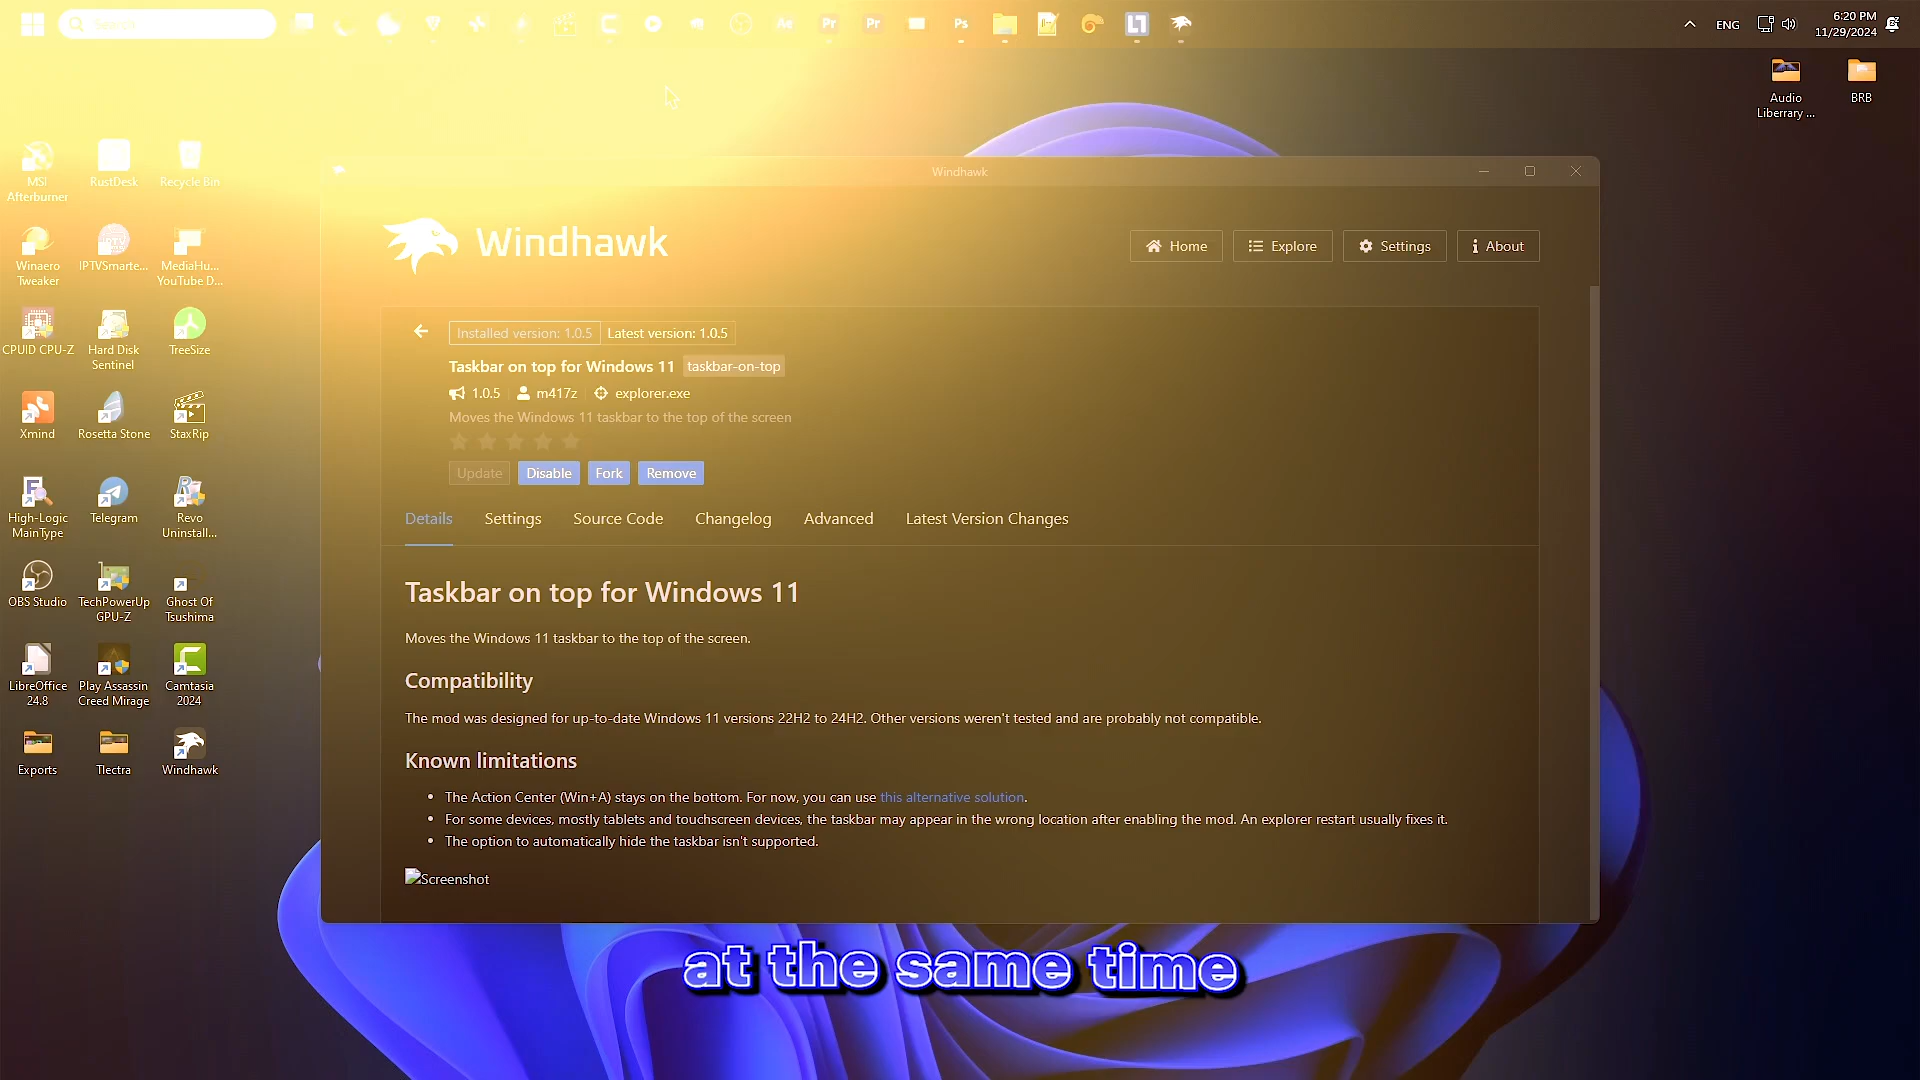 Search
Ae
Pr
Pr
Ps
ENG
6:20 PM
11/29/2024
Audio
Liberrary ...
BRB
MSI
Afterburner
RustDesk
Recycle Bin
Winaero
Tweaker
IPTVSmarte...
MediaHu...
YouTube D...
CPUID CPU-Z
Hard Disk
Sentinel
TreeSize
Xmind
Rosetta Stone
StaxRip
High-Logic
MainType
Telegram
Revo
Uninstall...
OBS Studio
TechPowerUp
GPU-Z
Ghost Of
Tsushima
LibreOffice
24.8
Play Assassin
Creed Mirage
Camtasia
2024
Exports
Tlectra
Windhawk
Windhawk
Windhawk
Home
Explore
Settings
About
Installed version: 1.0.5
Latest version: 1.0.5
Taskbar on top for Windows 11 taskbar-on-top
1.0.5
m417z
explorer.exe
Moves the Windows 11 taskbar to the top of the screen
Update
Disable
Fork
Remove
Details
Settings
Source Code
Changelog
Advanced
Latest Version Changes
Taskbar on top for Windows 11
Moves the Windows 11 taskbar to the top of the screen.
Compatibility
The mod was designed for up-to-date Windows 11 versions 22H2 to 24H2. Other versions weren't tested and are probably not compatible.
Known limitations
• The Action Center (Win+A) stays on the bottom. For now, you can use this alternative solution.
• For some devices, mostly tablets and touchscreen devices, the taskbar may appear in the wrong location after enabling the mod. An explorer restart usually fixes it.
• The option to automatically hide the taskbar isn't supported.
Screenshot
at the same time